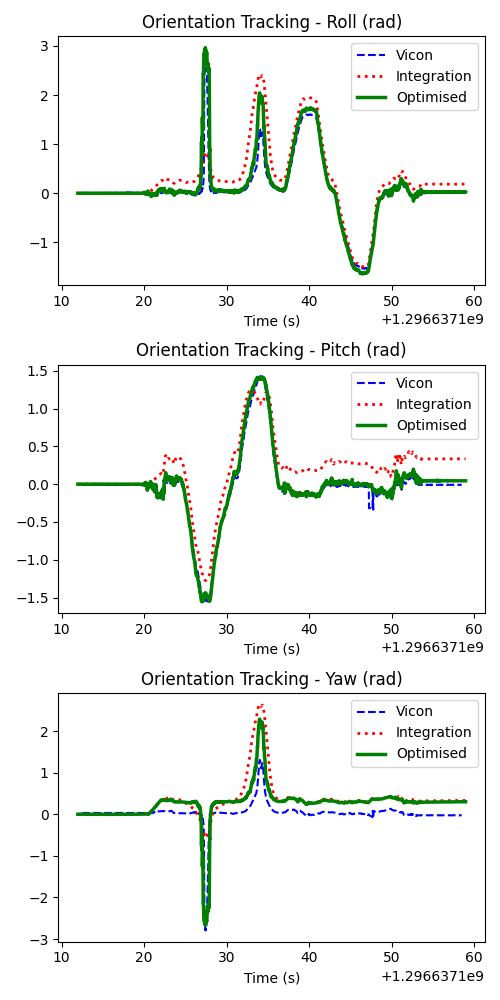 Orientation Tracking - Roll (rad)
Vicon
Integration
Optimised
3
2
1
0
−1
10 20 30 40 50 60
Time (s)
+1.2966371e9
Orientation Tracking - Pitch (rad)
Vicon
Integration
Optimised
1.5
1.0
0.5
0.0
−0.5
−1.0
−1.5
10 20 30 40 50 60
Time (s)
+1.2966371e9
Orientation Tracking - Yaw (rad)
Vicon
Integration
Optimised
2
1
0
−1
−2
−3
10 20 30 40 50 60
Time (s)
+1.2966371e9